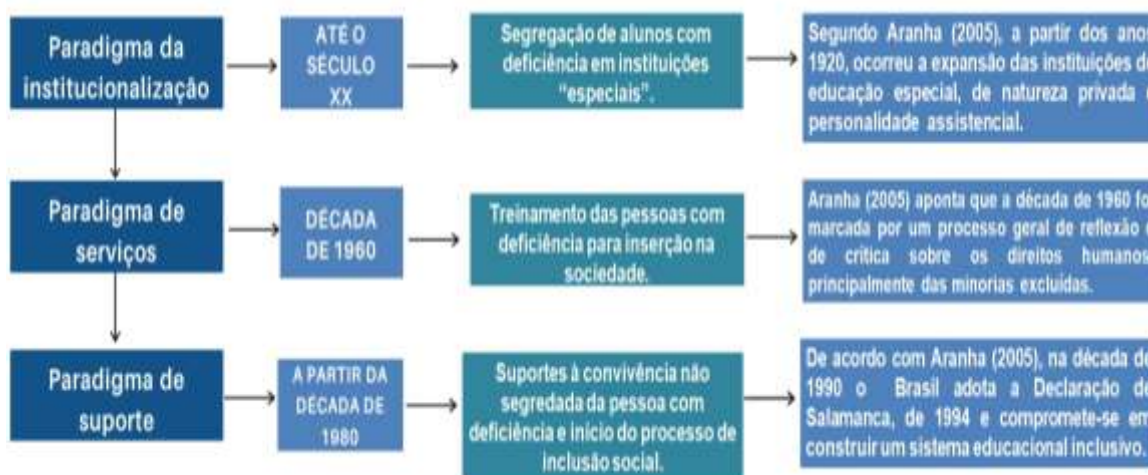 Paradigma da
institucionalização
ATÉ O
SÉCULO
XX
Segregação de alunos com
deficiência em instituições
“especiais”.
Segundo Aranha (2005), a partir dos anos
1920, ocorreu a expansão das instituições de
educação especial, de natureza privada e
personalidade assistencial.
Paradigma de
serviços
DÉCADA
DE 1960
Treinamento das pessoas com
deficiência para inserção na
sociedade.
Aranha (2005) aponta que a década de 1960 fo
marcada por um processo geral de reflexão e
de crítica sobre os direitos humanos
principalmente das minorias excluídas.
Paradigma de
suporte
A PARTIR DA
DÉCADA DE
1980
Suportes à convivência não
segredada da pessoa com
deficiência e início do processo de
inclusão social.
De acordo com Aranha (2005), na década de
1990 o Brasil adota a Declaração de
Salamanca, de 1994 e compromete-se em
construir um sistema educacional inclusivo.